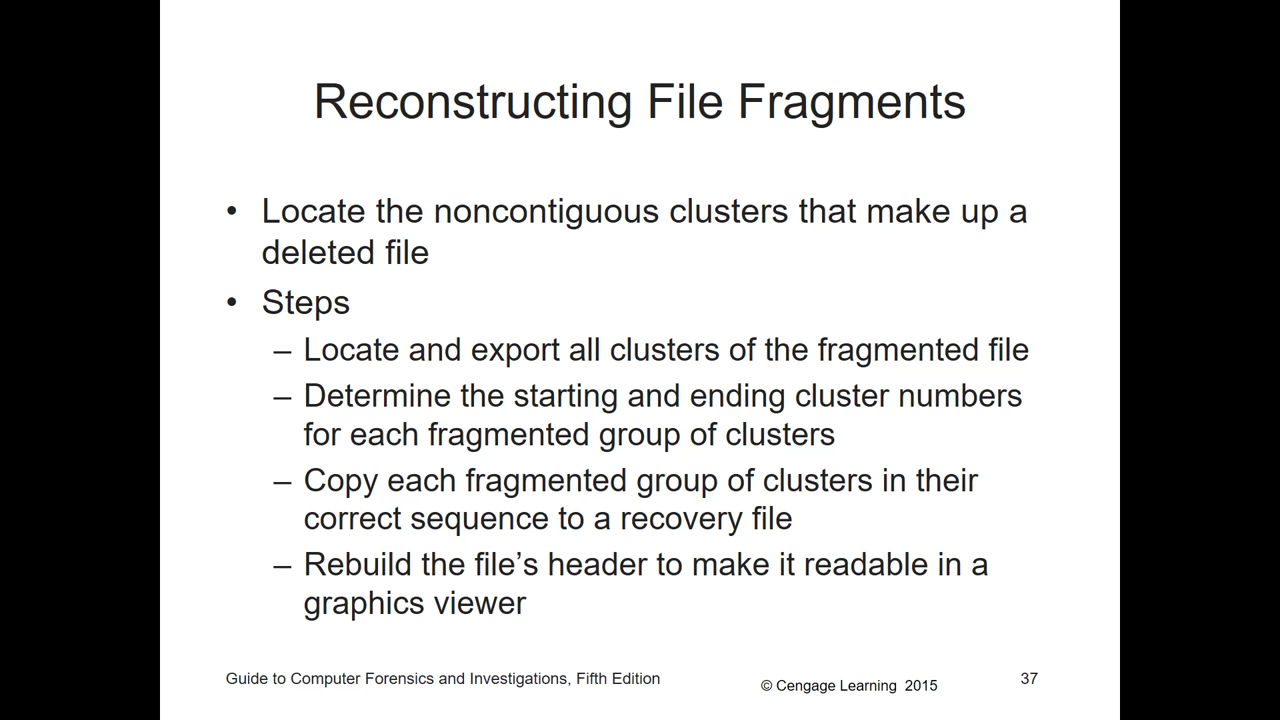 Reconstructing File Fragments
• Locate the noncontiguous clusters that make up a
deleted file
• Steps
– Locate and export all clusters of the fragmented file
– Determine the starting and ending cluster numbers
for each fragmented group of clusters
– Copy each fragmented group of clusters in their
correct sequence to a recovery file
– Rebuild the file’s header to make it readable in a
graphics viewer
Guide to Computer Forensics and Investigations, Fifth Edition
© Cengage Learning 2015
37